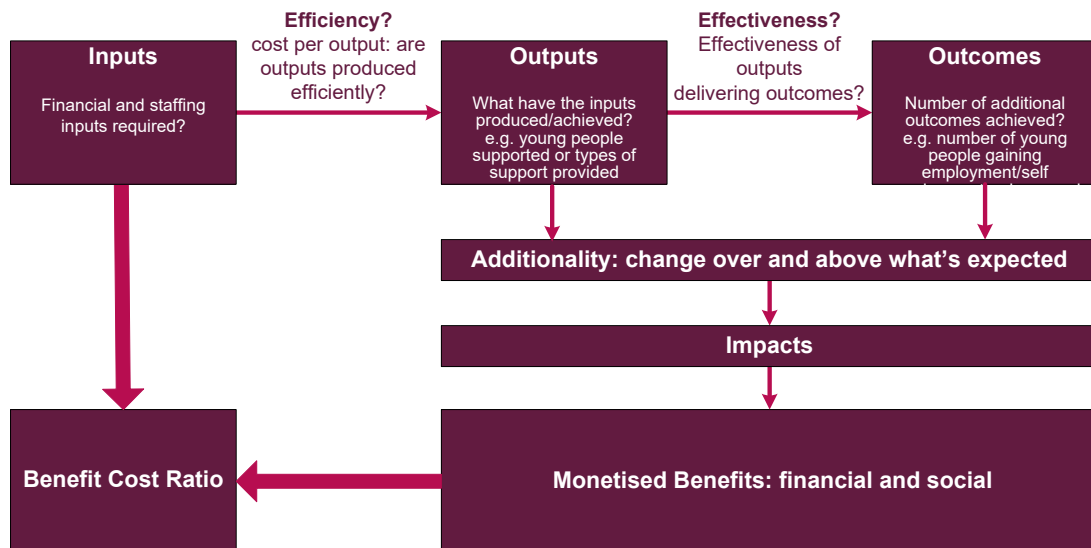 Efficiency?
cost per output: are
outputs produced
efficiently?
Effectiveness?
Effectiveness of
outputs
delivering outcomes?
Inputs
Financial and staffing
inputs required?
Outputs
What have the inputs
produced/achieved?
e.g. young people
supported or types of
support provided
Outcomes
Number of additional
outcomes achieved?
e.g. number of young
people gaining
employment/self
Additionality: change over and above what’s expected
Impacts
Benefit Cost Ratio
Monetised Benefits: financial and social